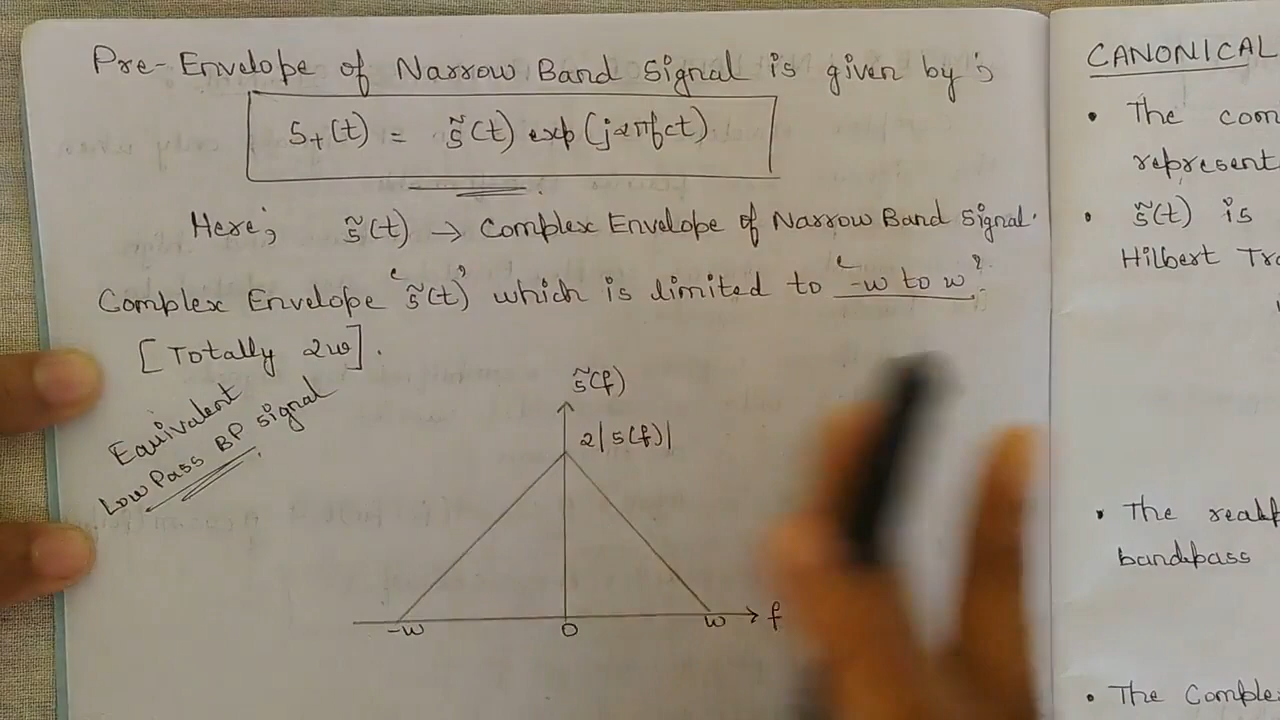 Pre-Envelope of Narrow Band Signal is given by;
S₊(t) = s̃(t) exp(j2πfct).
Here; s̃(t) → Complex Envelope of Narrow Band Signal.
Complex Envelope 's̃(t)' which is limited to '-w to w'.
[Totally 2w].
Equivalent
Low Pass BP signal
s̃(f)
2|s(f)|
-w 0 w f
CANONICAL
• The com
represent
• s̃(t) is
Hilbert Tra
• The real p
bandpass
• The Comple